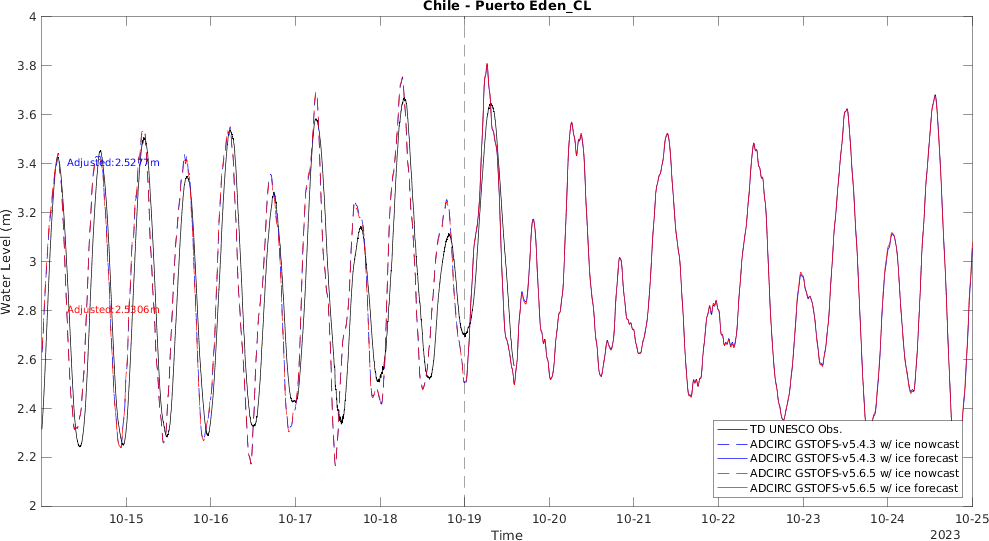 Chile - Puerto Eden_CL
4
3.8
3.6
3.4
3.2
3
2.8
2.6
2.4
2.2
2
Water Level (m)
Adjusted:2.5277m
Adjusted:2.5306m
TD UNESCO Obs.
ADCIRC GSTOFS-v5.4.3 w/ ice nowcast
ADCIRC GSTOFS-v5.4.3 w/ ice forecast
ADCIRC GSTOFS-v5.6.5 w/ ice nowcast
ADCIRC GSTOFS-v5.6.5 w/ ice forecast
10-15 10-16 10-17 10-18 10-19 10-20 10-21 10-22 10-23 10-24 10-25
Time
2023